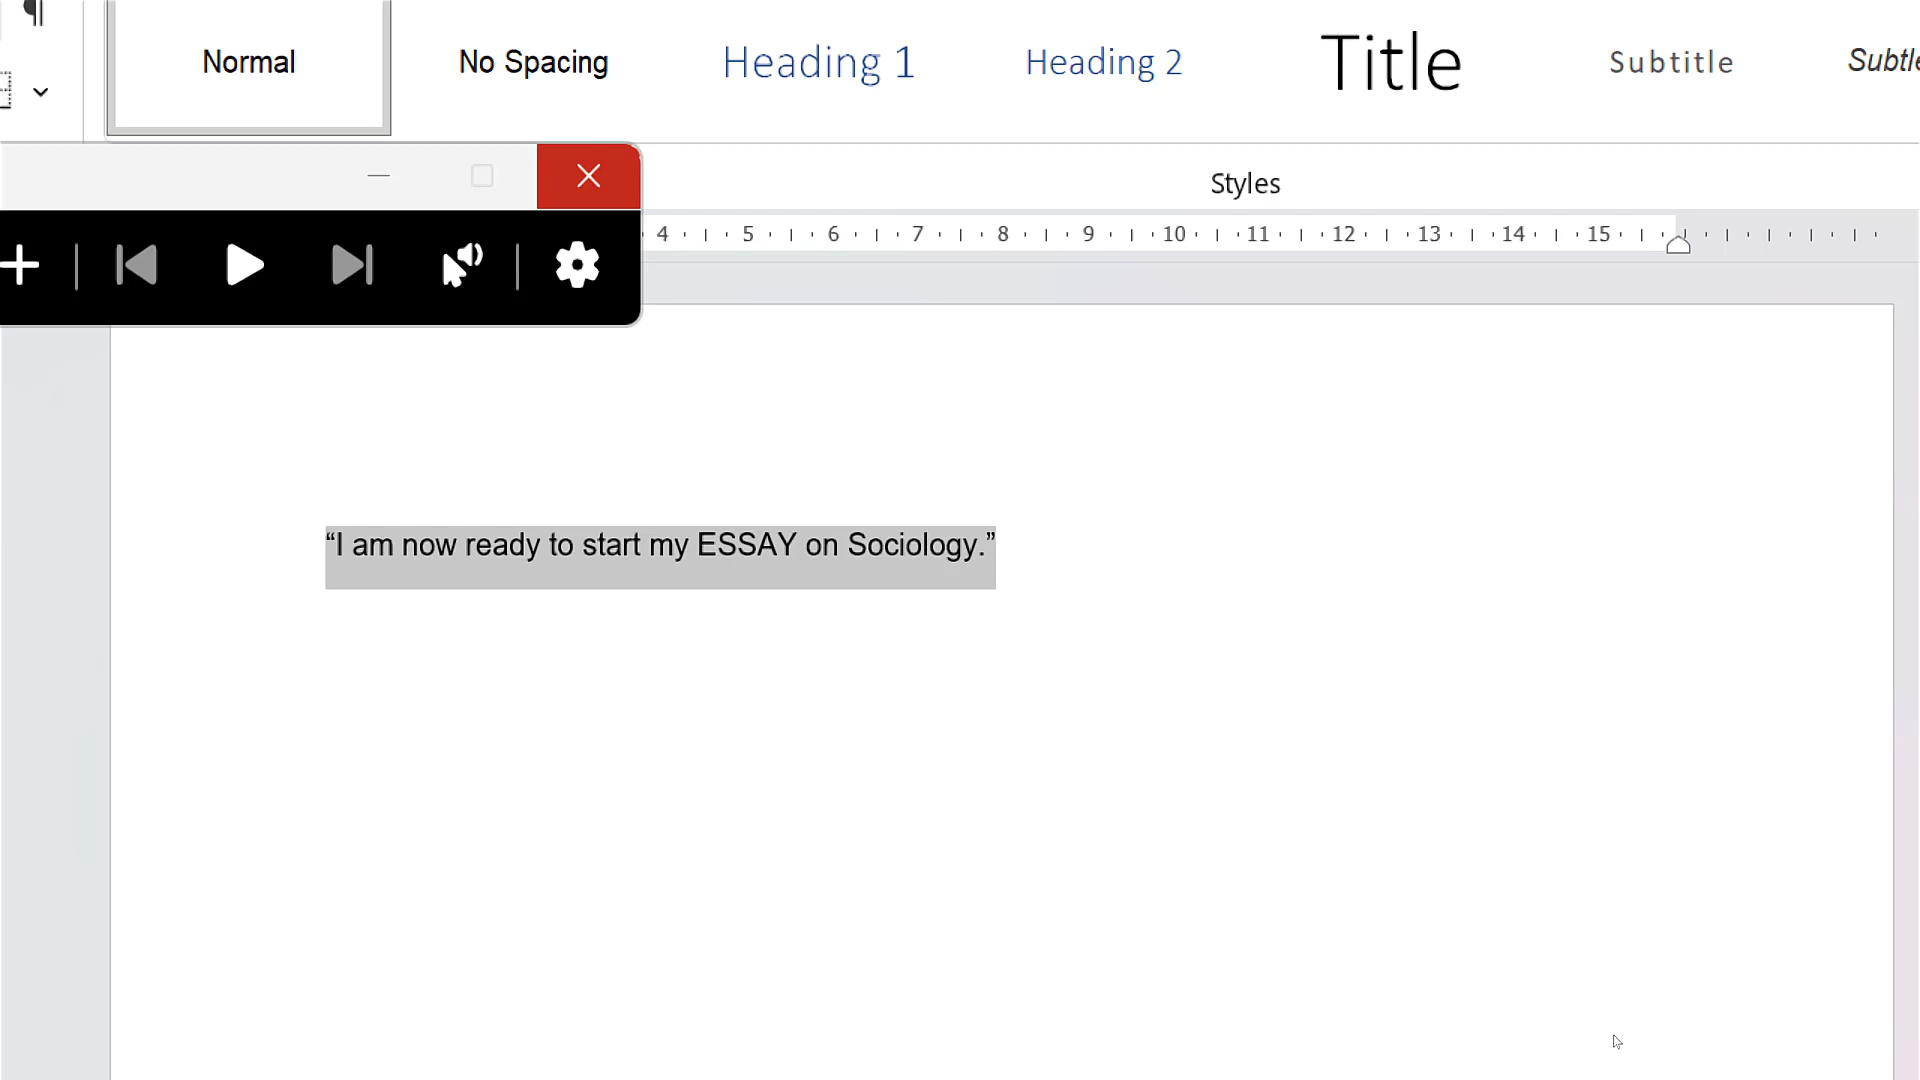 Normal No Spacing Heading 1 Heading 2 Title Subtitle Subtle
Styles
4 5 6 7 8 9 10 11 12 13 14 15
“I am now ready to start my ESSAY on Sociology.”